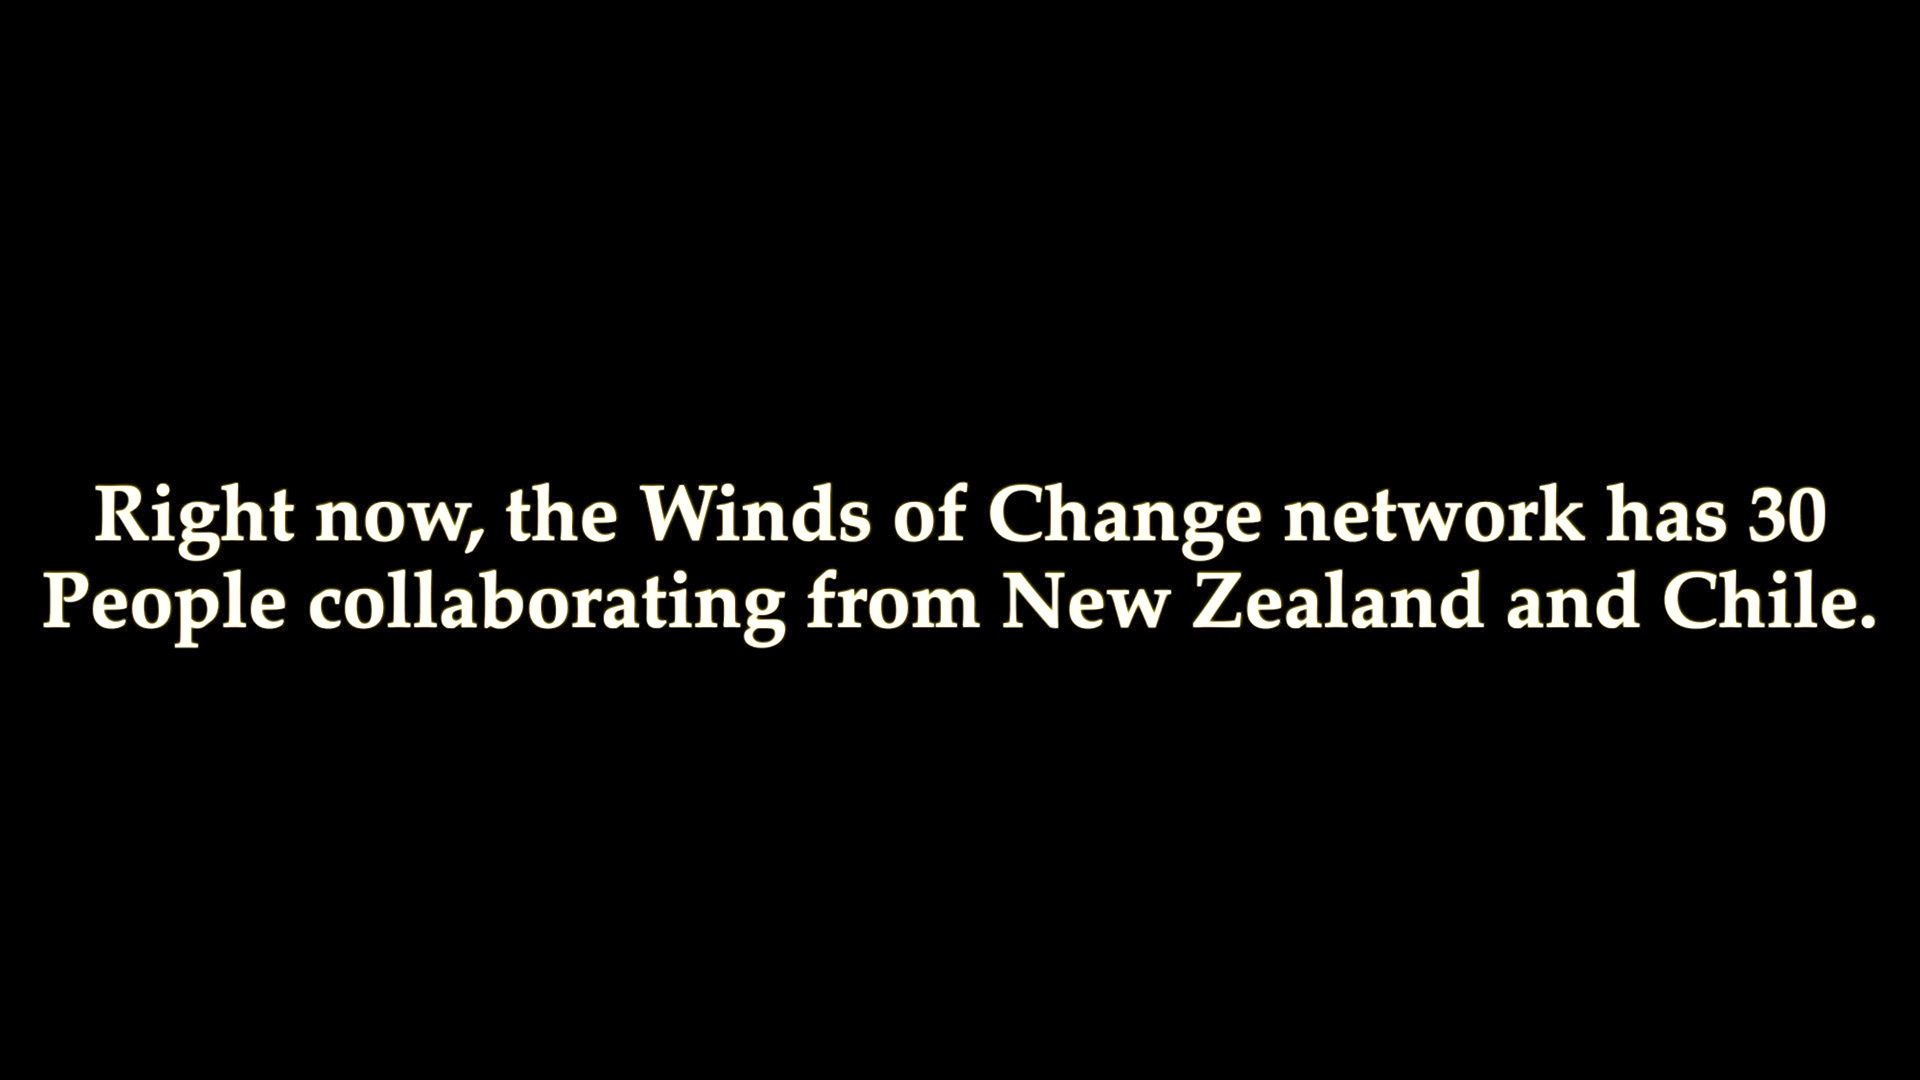 Right now, the Winds of Change network has 30
People collaborating from New Zealand and Chile.